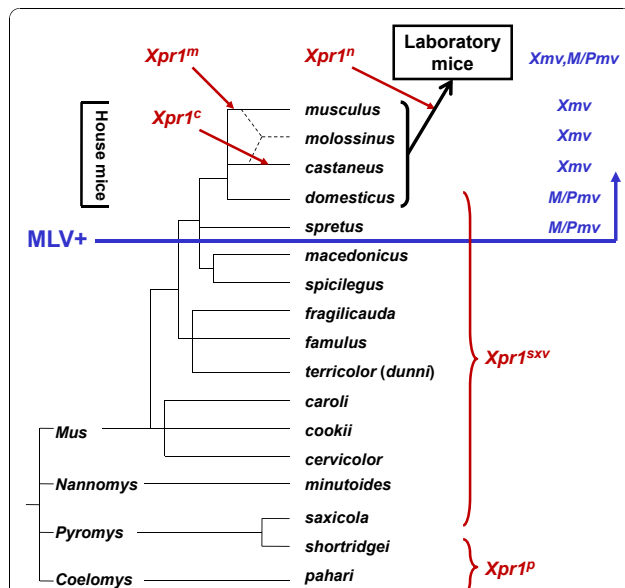 Xpr1ᵐ
Xpr1ⁿ
Laboratory
mice
Xmv,M/Pmv
House mice
Xpr1ᶜ
musculus
Xmv
molossinus
Xmv
castaneus
Xmv
domesticus
M/Pmv
MLV+
spretus
M/Pmv
macedonicus
spicilegus
fragilicauda
famulus
Xpr1ˢˣᵛ
terricolor (dunni)
caroli
Mus
cookii
cervicolor
Nannomys
minutoides
saxicola
Pyromys
shortridgei
Xpr1ᵖ
Coelomys
pahari